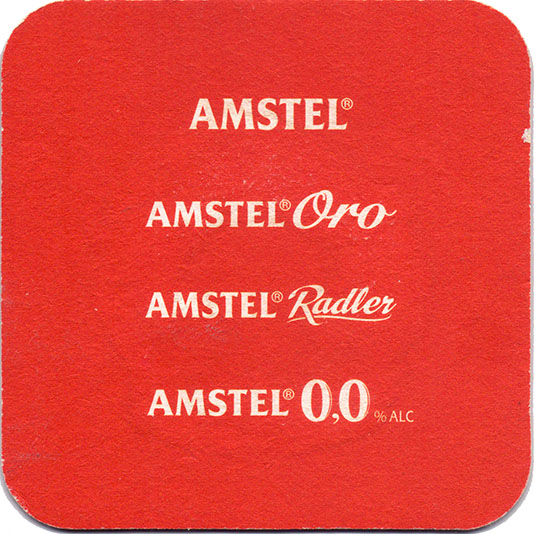 AMSTEL®
AMSTEL® Oro
AMSTEL® Radler
AMSTEL® 0,0 % ALC